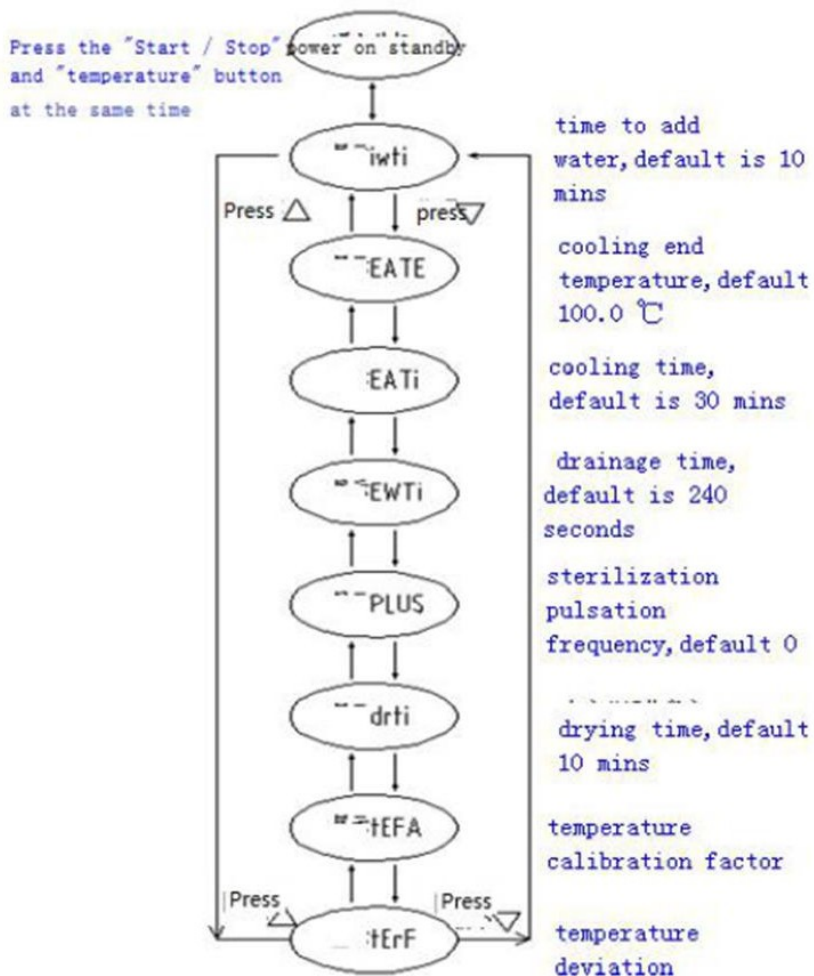 Press the "Start / Stop"
and "temperature" button
at the same time
power on standby
iwti
time to add
water, default is 10
mins
Press △
press ▽
EATE
cooling end
temperature, default
100.0 ℃
:EATi
cooling time,
default is 30 mins
:EWTi
drainage time,
default is 240
seconds
PLUS
sterilization
pulsation
frequency, default 0
drti
drying time, default
10 mins
:tEFA
temperature
calibration factor
Press △
Press ▽
:tErF
temperature
deviation